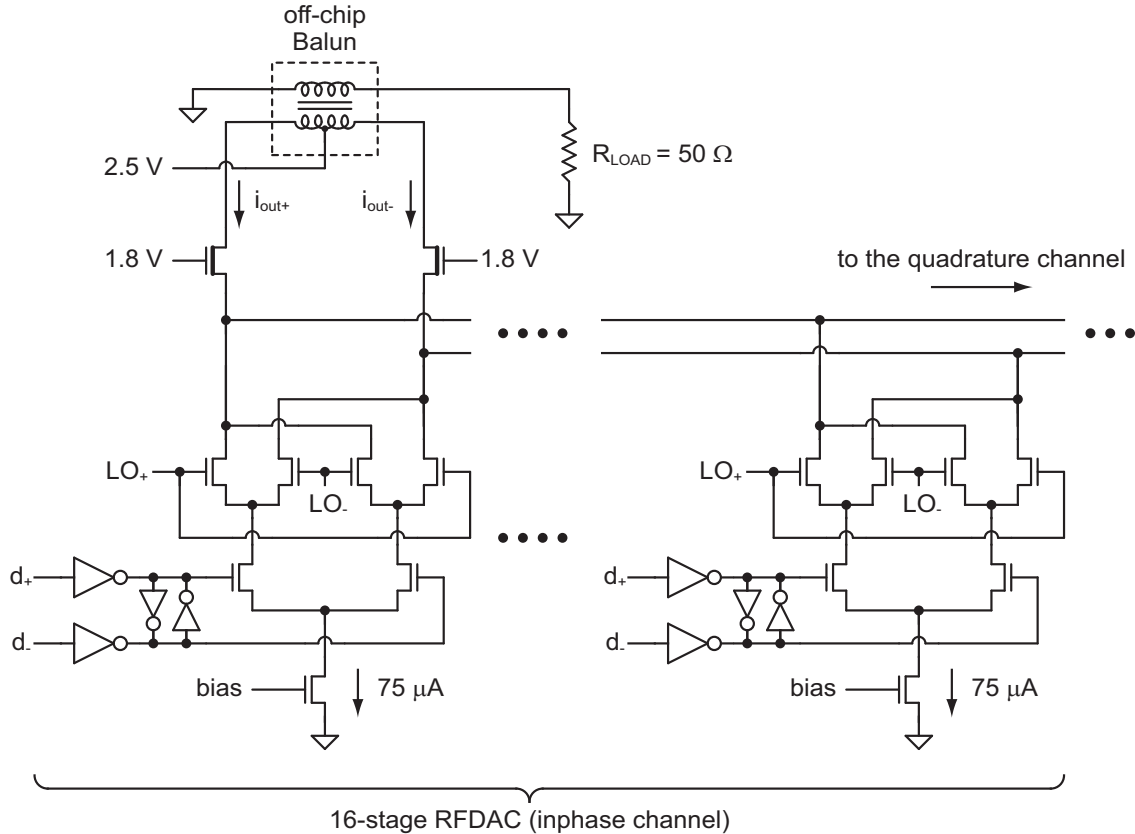 off-chip
Balun
2.5 V
R_LOAD = 50 Ω
i_out+
i_out-
1.8 V
1.8 V
to the quadrature channel
LO+
LO-
LO+
LO-
d+
d-
d+
d-
bias
75 µA
bias
75 µA
16-stage RFDAC (inphase channel)